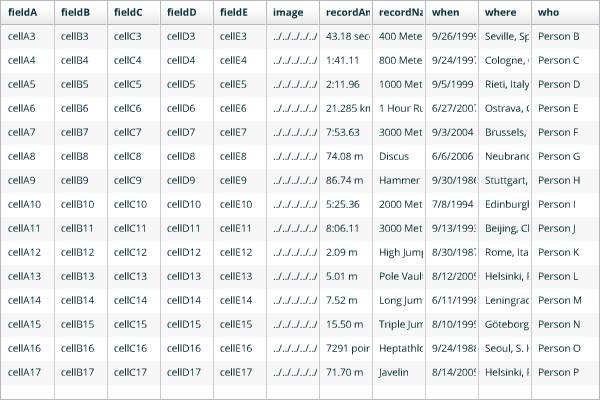 fieldA fieldB fieldC fieldD fieldE image recordAn recordNa when where who
cellA3 cellB3 cellC3 cellD3 cellE3 ../../../../../ 43.18 sec 400 Mete 9/26/1999 Seville, Sp Person B
cellA4 cellB4 cellC4 cellD4 cellE4 ../../../../../ 1:41.11 800 Mete 9/24/1997 Cologne, Person C
cellA5 cellB5 cellC5 cellD5 cellE5 ../../../../../ 2:11.96 1000 Met 9/5/1999 Rieti, Italy Person D
cellA6 cellB6 cellC6 cellD6 cellE6 ../../../../../ 21.285 km 1 Hour Ru 6/27/2007 Ostrava, C Person E
cellA7 cellB7 cellC7 cellD7 cellE7 ../../../../../ 7:53.63 3000 Met 9/3/2004 Brussels, Person F
cellA8 cellB8 cellC8 cellD8 cellE8 ../../../../../ 74.08 m Discus 6/6/2006 Neubranc Person G
cellA9 cellB9 cellC9 cellD9 cellE9 ../../../../../ 86.74 m Hammer 9/30/1986 Stuttgart, Person H
cellA10 cellB10 cellC10 cellD10 cellE10 ../../../../../ 5:25.36 2000 Met 7/8/1994 Edinburgl Person I
cellA11 cellB11 cellC11 cellD11 cellE11 ../../../../../ 8:06.11 3000 Met 9/13/1993 Beijing, Cl Person J
cellA12 cellB12 cellC12 cellD12 cellE12 ../../../../../ 2.09 m High Jump 8/30/1987 Rome, Ita Person K
cellA13 cellB13 cellC13 cellD13 cellE13 ../../../../../ 5.01 m Pole Vaul 8/12/2005 Helsinki, F Person L
cellA14 cellB14 cellC14 cellD14 cellE14 ../../../../../ 7.52 m Long Jum 6/11/1988 Leningrac Person M
cellA15 cellB15 cellC15 cellD15 cellE15 ../../../../../ 15.50 m Triple Jum 8/10/1995 Göteborg Person N
cellA16 cellB16 cellC16 cellD16 cellE16 ../../../../../ 7291 poin Heptathlc 9/24/1988 Seoul, S. K Person O
cellA17 cellB17 cellC17 cellD17 cellE17 ../../../../../ 71.70 m Javelin 8/14/2005 Helsinki, F Person P